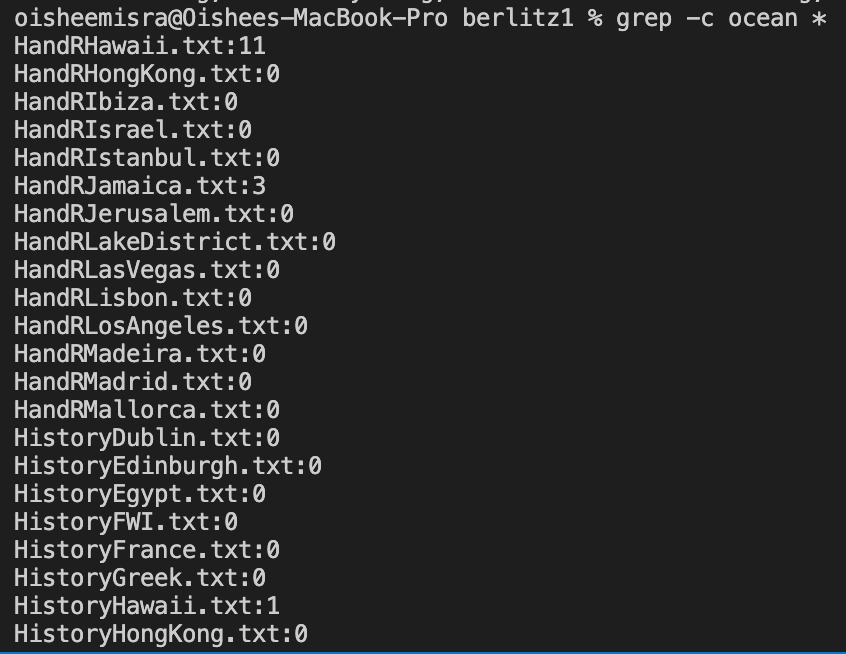 oisheemisra@Oishees-MacBook-Pro berlitz1 % grep -c ocean *
HandRHawaii.txt:11
HandRHongKong.txt:0
HandRIbiza.txt:0
HandRIsrael.txt:0
HandRIstanbul.txt:0
HandRJamaica.txt:3
HandRJerusalem.txt:0
HandRLakeDistrict.txt:0
HandRLasVegas.txt:0
HandRLisbon.txt:0
HandRLosAngeles.txt:0
HandRMadeira.txt:0
HandRMadrid.txt:0
HandRMallorca.txt:0
HistoryDublin.txt:0
HistoryEdinburgh.txt:0
HistoryEgypt.txt:0
HistoryFWI.txt:0
HistoryFrance.txt:0
HistoryGreek.txt:0
HistoryHawaii.txt:1
HistoryHongKong.txt:0